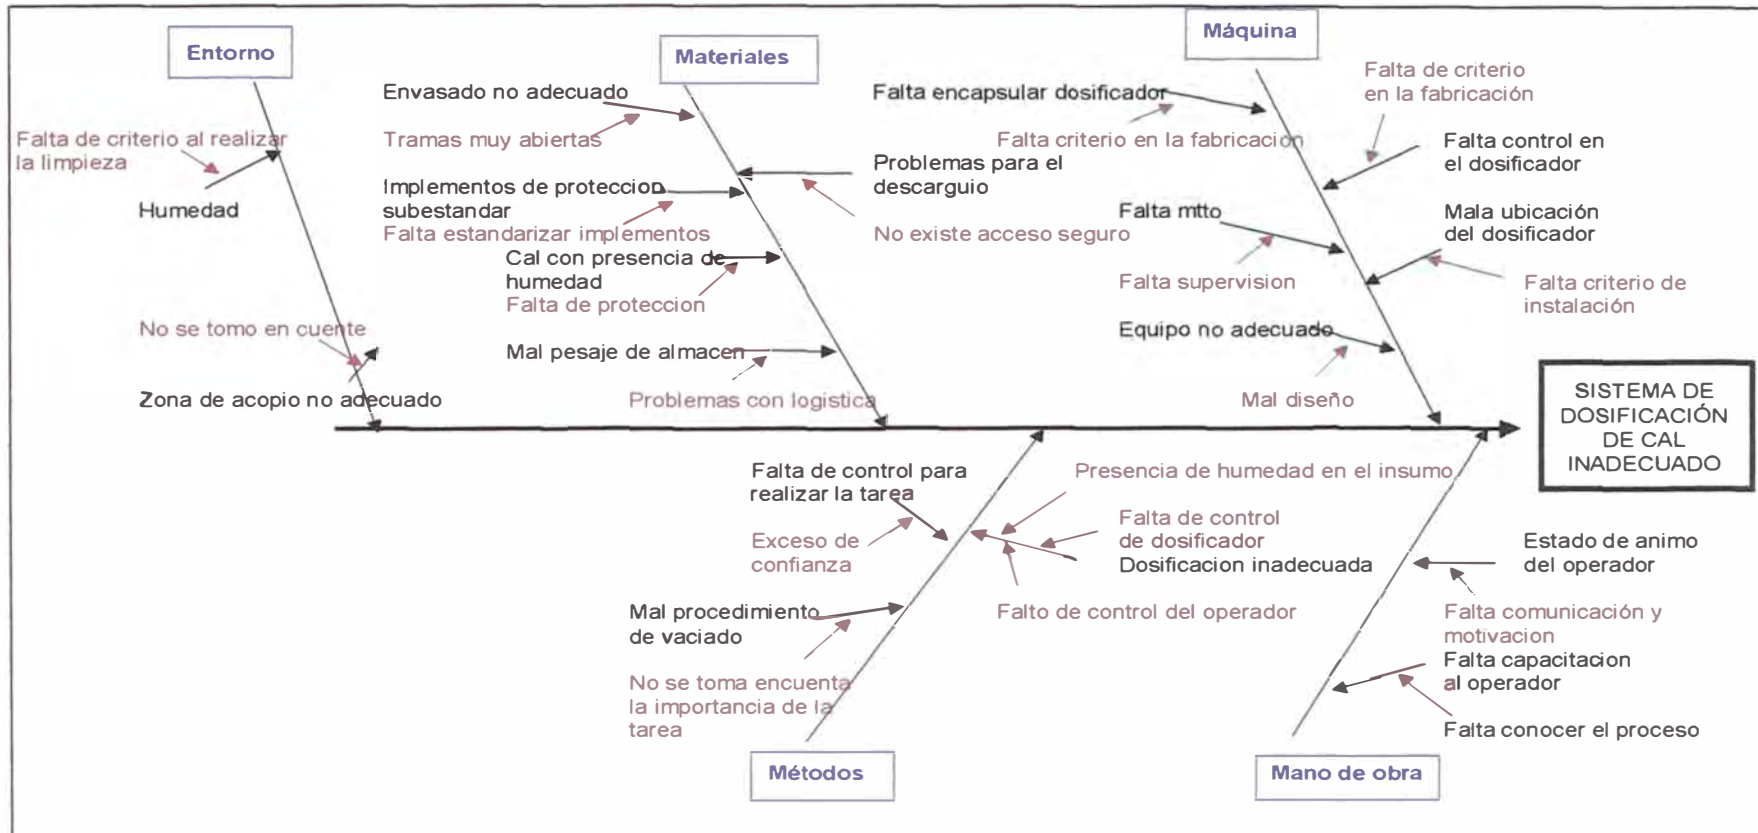 Entorno
Materiales
Máquina
Falta de criterio al realizar
la limpieza
Humedad
No se tomo en cuente
Zona de acopio no adecuado
Envasado no adecuado
Tramas muy abiertas
Implementos de proteccion
subestandar
Falta estandarizar implementos
Cal con presencia de
humedad
Falta de proteccion
Mal pesaje de almacen
Problemas con logistica
Problemas para el
descarguio
No existe acceso seguro
Falta encapsular dosificador
Falta criterio en la fabricacion
Falta mtto
Falta supervision
Equipo no adecuado
Mal diseño
Falta de criterio
en la fabricación
Falta control en
el dosificador
Mala ubicación
del dosificador
Falta criterio de
instalación
SISTEMA DE
DOSIFICACIÓN
DE CAL
INADECUADO
Falta de control para
realizar la tarea
Exceso de
confianza
Mal procedimiento
de vaciado
No se toma encuenta
la importancia de la
tarea
Presencia de humedad en el insumo
Falta de control
de dosificador
Dosificacion inadecuada
Falto de control del operador
Estado de animo
del operador
Falta comunicación y
motivacion
Falta capacitacion
al operador
Falta conocer el proceso
Métodos
Mano de obra